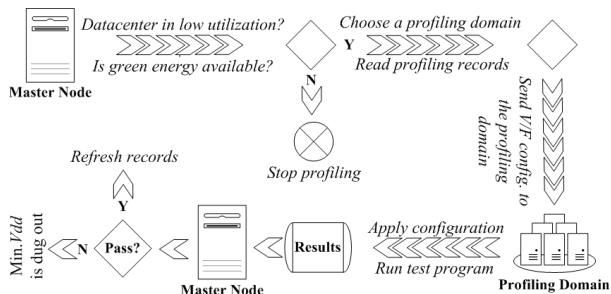 Datacenter in low utilization?
Is green energy available?
Master Node
Y
N
Stop profiling
Choose a profiling domain
Read profiling records
Send V/F config. to
the profiling
domain
Profiling Domain
Apply configuration
Run test program
Results
Master Node
Pass?
Y
Refresh records
N
Min.Vdd
is dug out